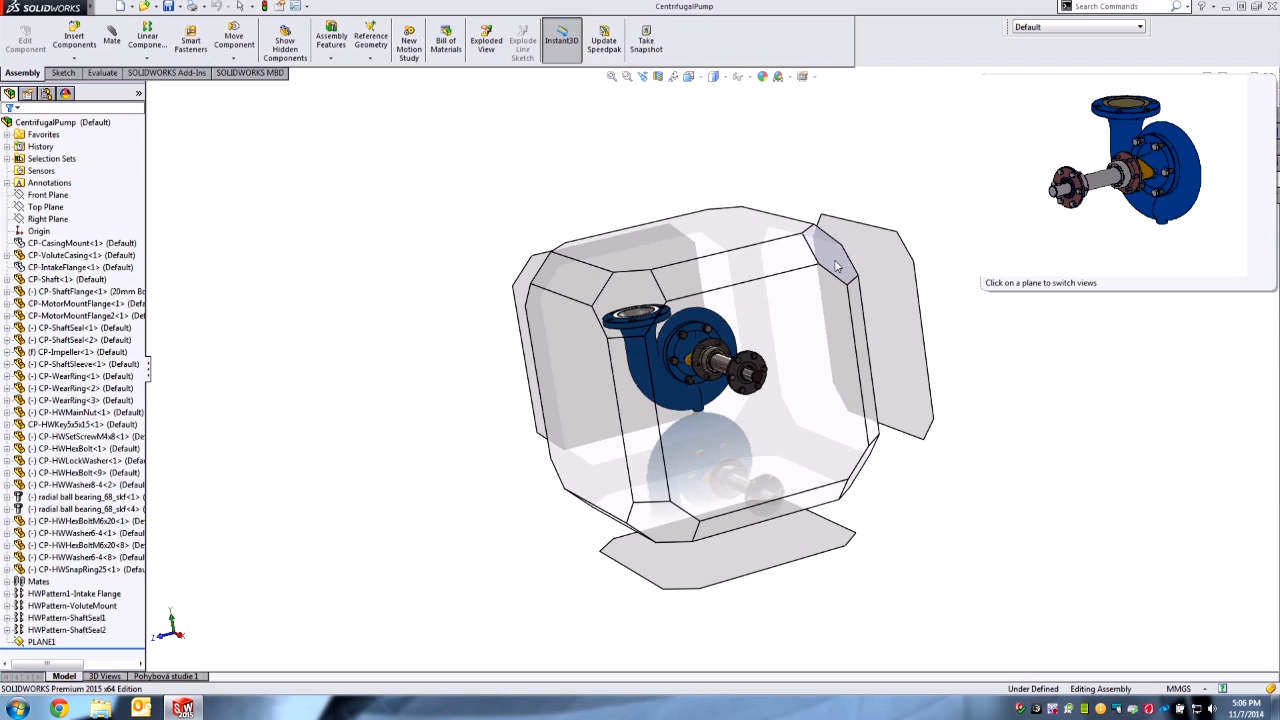 SOLIDWORKS
CentrifugalPump
Search Commands
Edit Component
Insert Components
Mate
Linear Compone...
Smart Fasteners
Move Component
Show Hidden Components
Assembly Features
Reference Geometry
New Motion Study
Bill of Materials
Exploded View
Explode Line Sketch
Instant3D
Update Speedpak
Take Snapshot
Default
Assembly
Sketch
Evaluate
SOLIDWORKS Add-Ins
SOLIDWORKS MBD
CentrifugalPump (Default)
Favorites
History
Selection Sets
Sensors
Annotations
Front Plane
Top Plane
Right Plane
Origin
CP-CasingMount<1> (Default)
CP-VoluteCasing<1> (Default)
CP-IntakeFlange<1> (Default)
CP-Shaft<1> (Default)
(-) CP-ShaftFlange<1> (20mm Bo
CP-MotorMountFlange<1> (Defa
CP-MotorMountFlange2<1> (De
(-) CP-ShaftSeal<1> (Default)
(-) CP-ShaftSeal<2> (Default)
(f) CP-Impeller<1> (Default)
(-) CP-ShaftSleeve<1> (Default)
(-) CP-WearRing<1> (Default)
(-) CP-WearRing<2> (Default)
(-) CP-WearRing<3> (Default)
(-) CP-HWMainNut<1> (Default)
CP-HWKey5x5x15<1> (Default)
(-) CP-HWSetScrewM4x8<1> (De
(-) CP-HWHexBolt<1> (Default)
(-) CP-HWLockWasher<1> (Defa
(-) CP-HWHexBolt<9> (Default)
(-) CP-HWWasher8-4<2> (Default)
(-) radial ball bearing_68_skf<1>
(-) radial ball bearing_68_skf<4>
(-) CP-HWHexBoltM6x20<1> (De
(-) CP-HWWasher6-4<1> (Default)
(-) CP-HWHexBoltM6x20<8> (De
(-) CP-HWWasher6-4<8> (Default)
(-) CP-HWSnapRing25<1> (Defau
Mates
HWPattern1-Intake Flange
HWPattern-VoluteMount
HWPattern-ShaftSeal1
HWPattern-ShaftSeal2
PLANE1
Click on a plane to switch views
Y
Z
X
Model
3D Views
Pohybová studie 1
SOLIDWORKS Premium 2015 x64 Edition
Under Defined
Editing Assembly
MMGS
5:06 PM
11/7/2014